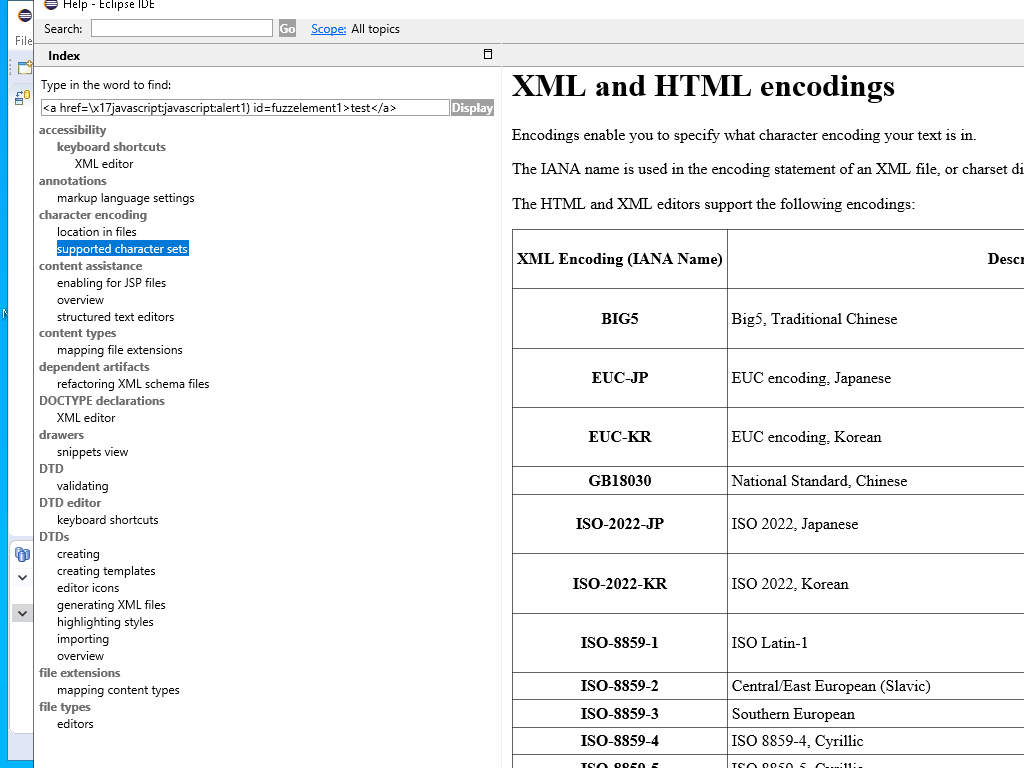 Help - Eclipse IDE
File
Search:
Go
Scope: All topics
Index
Type in the word to find:
<a href=\x17javascript:javascript:alert1) id=fuzzelement1>test</a>
Display
accessibility
keyboard shortcuts
XML editor
annotations
markup language settings
character encoding
location in files
supported character sets
content assistance
enabling for JSP files
overview
structured text editors
content types
mapping file extensions
dependent artifacts
refactoring XML schema files
DOCTYPE declarations
XML editor
drawers
snippets view
DTD
validating
DTD editor
keyboard shortcuts
DTDs
creating
creating templates
editor icons
generating XML files
highlighting styles
importing
overview
file extensions
mapping content types
file types
editors
XML and HTML encodings
Encodings enable you to specify what character encoding your text is in.
The IANA name is used in the encoding statement of an XML file, or charset di
The HTML and XML editors support the following encodings:
XML Encoding (IANA Name) Descr
BIG5 Big5, Traditional Chinese
EUC-JP EUC encoding, Japanese
EUC-KR EUC encoding, Korean
GB18030 National Standard, Chinese
ISO-2022-JP ISO 2022, Japanese
ISO-2022-KR ISO 2022, Korean
ISO-8859-1 ISO Latin-1
ISO-8859-2 Central/East European (Slavic)
ISO-8859-3 Southern European
ISO-8859-4 ISO 8859-4, Cyrillic
ISO-8859-5 ISO 8859-5, Cyrillic